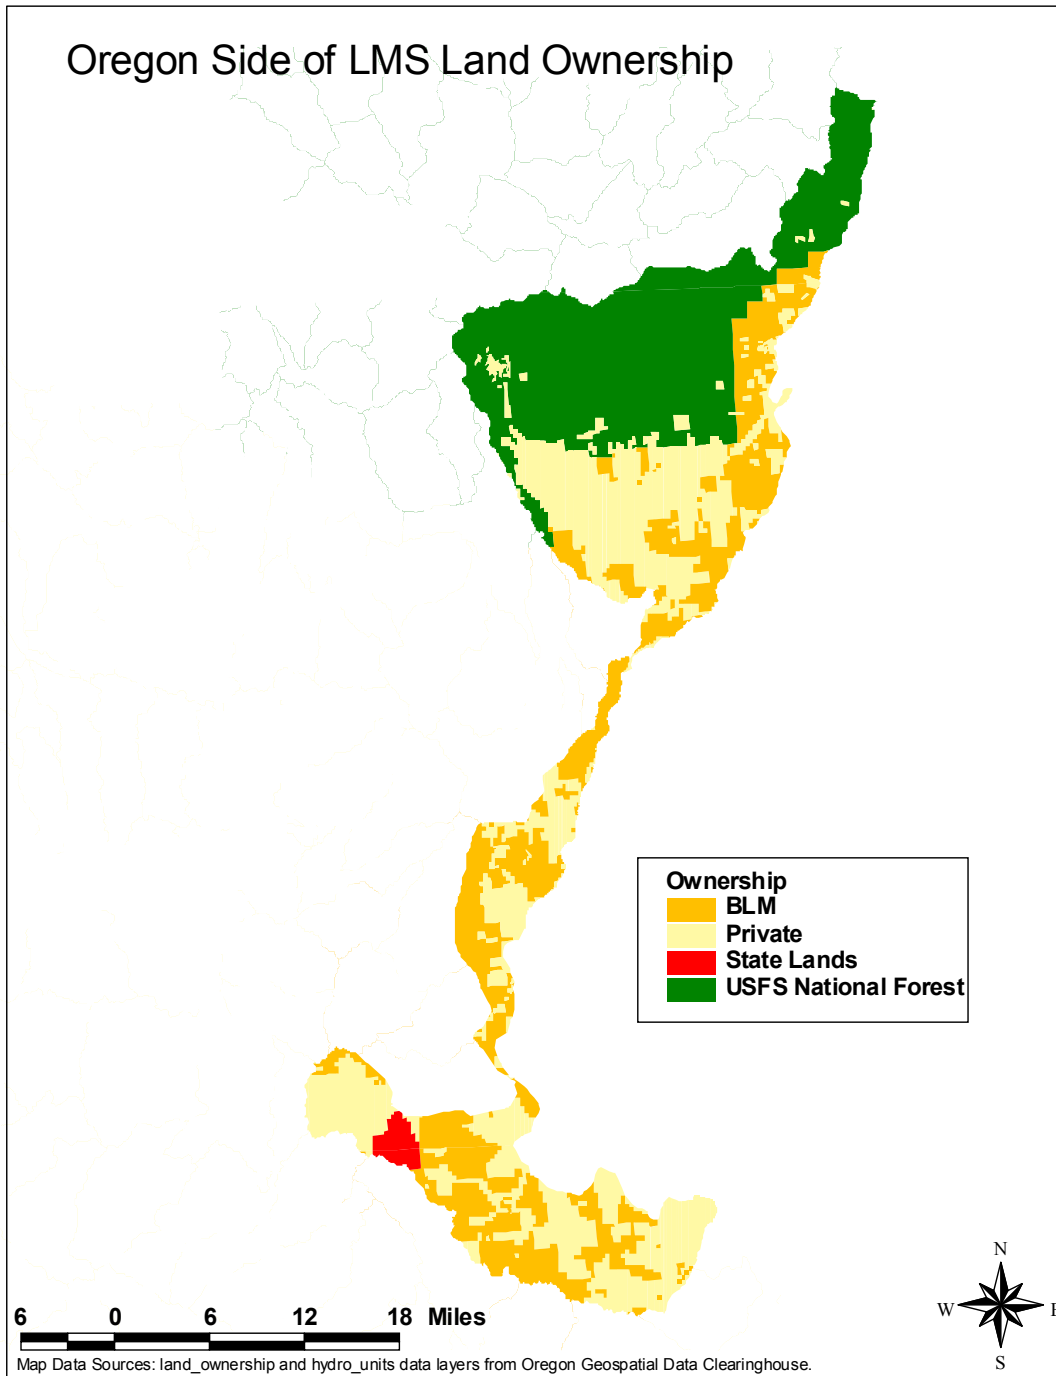 Oregon Side of LMS Land Ownership
Ownership
BLM
Private
State Lands
USFS National Forest
N
W E
S
6 0 6 12 18 Miles
Map Data Sources: land_ownership and hydro_units data layers from Oregon Geospatial Data Clearinghouse.